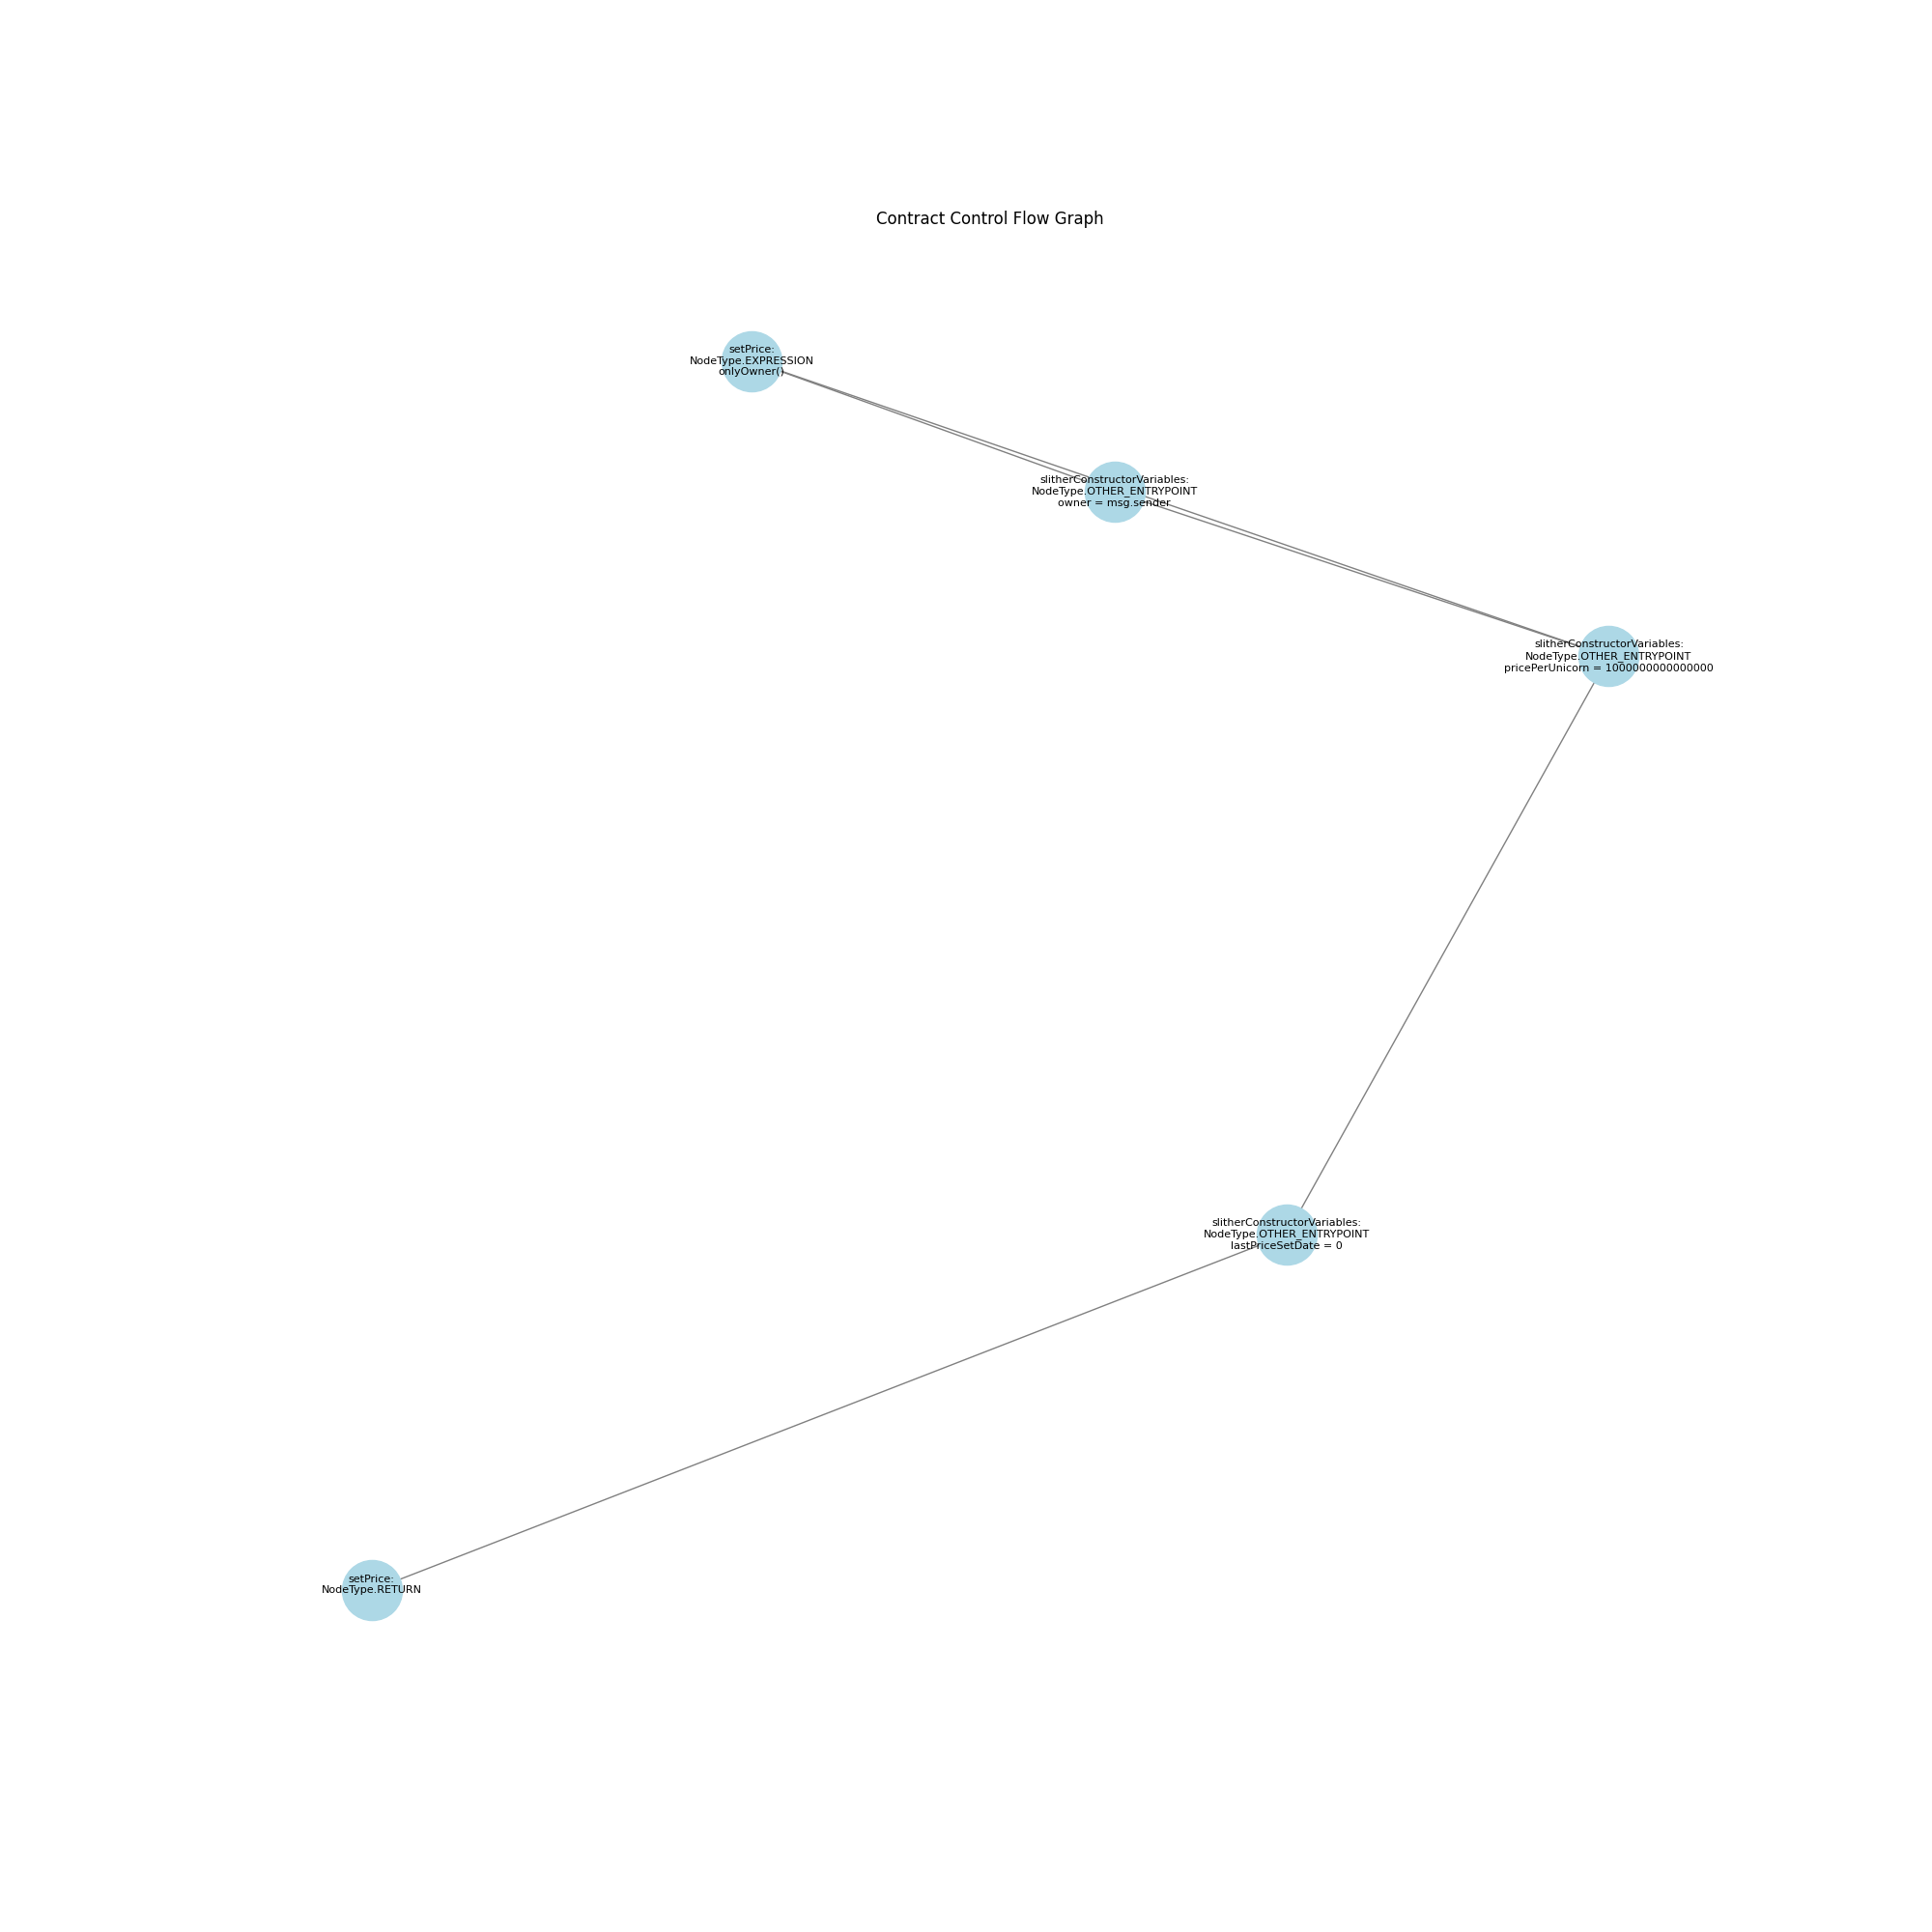 Contract Control Flow Graph
setPrice:
NodeType.EXPRESSION
onlyOwner()
slitherConstructorVariables:
NodeType.OTHER_ENTRYPOINT
owner = msg.sender
slitherConstructorVariables:
NodeType.OTHER_ENTRYPOINT
pricePerUnicorn = 1000000000000000
slitherConstructorVariables:
NodeType.OTHER_ENTRYPOINT
lastPriceSetDate = 0
setPrice:
NodeType.RETURN